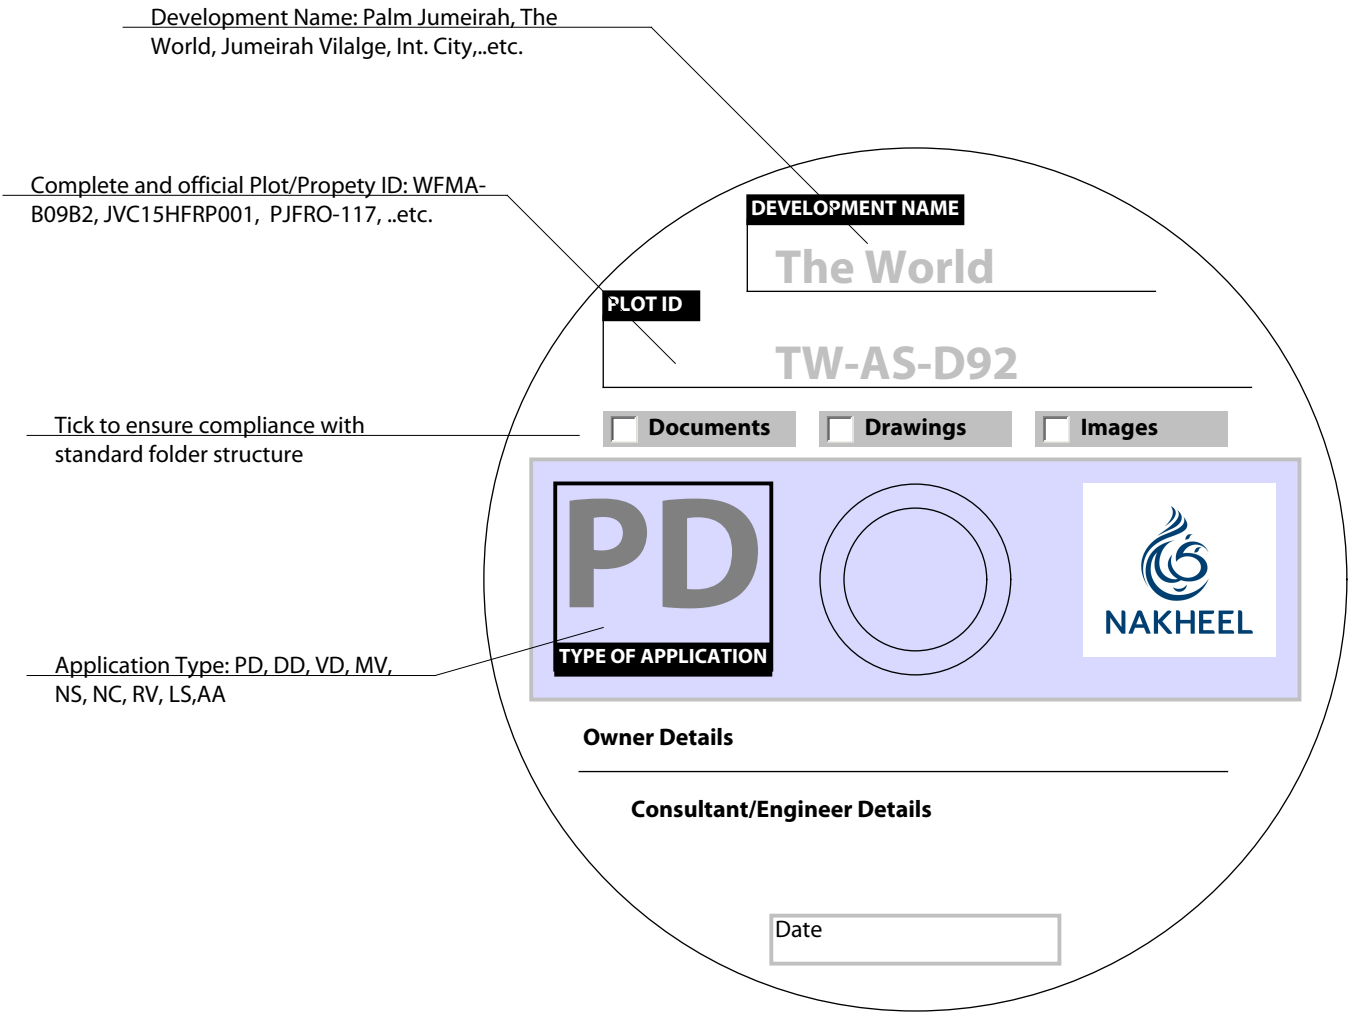 Development Name: Palm Jumeirah, The
World, Jumeirah Vilalge, Int. City,..etc.
Complete and official Plot/Propety ID: WFMA-
B09B2, JVC15HFRP001, PJFRO-117, ..etc.
DEVELOPMENT NAME
The World
PLOT ID
TW-AS-D92
Tick to ensure compliance with
standard folder structure
Documents
Drawings
Images
PD
TYPE OF APPLICATION
NAKHEEL
Application Type: PD, DD, VD, MV,
NS, NC, RV, LS,AA
Owner Details
Consultant/Engineer Details
Date